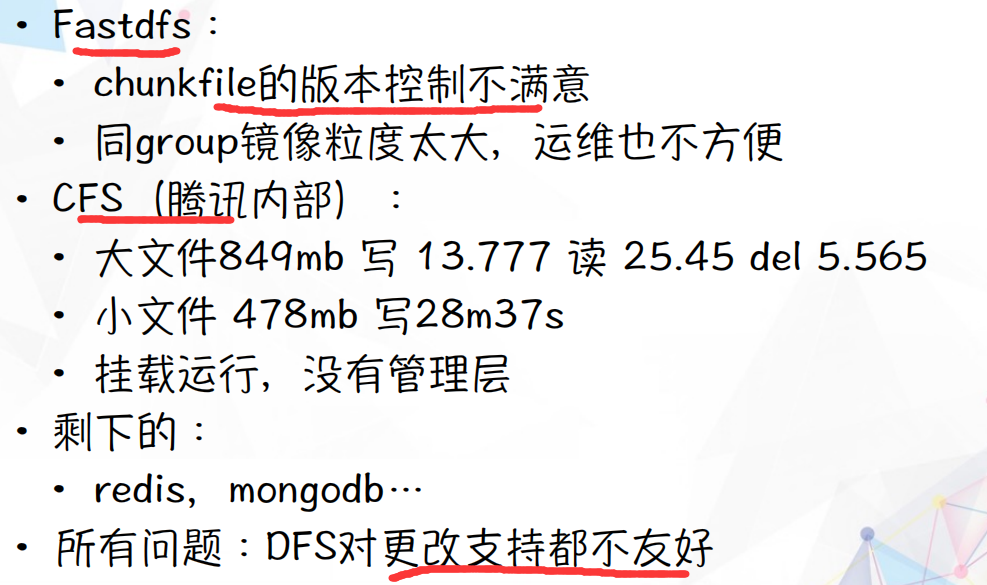 • Fastdfs：
• chunkfile的版本控制不满意
• 同group镜像粒度太大，运维也不方便
• CFS（腾讯内部）：
• 大文件849mb 写 13.777 读 25.45 del 5.565
• 小文件 478mb 写28m37s
• 挂载运行，没有管理层
• 剩下的：
• redis，mongodb…
• 所有问题：DFS对更改支持都不友好